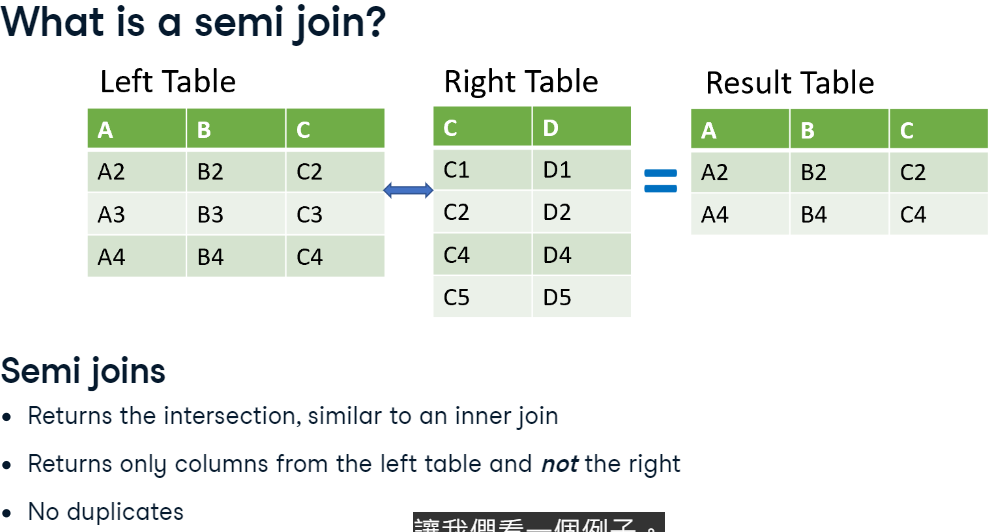 What is a semi join?
Left Table Right Table Result Table
A B C C D A B C
A2 B2 C2 C1 D1 A2 B2 C2
A3 B3 C3 C2 D2 A4 B4 C4
A4 B4 C4 C4 D4
C5 D5
Semi joins
• Returns the intersection, similar to an inner join
• Returns only columns from the left table and not the right
• No duplicates
讓我們看一個例子。